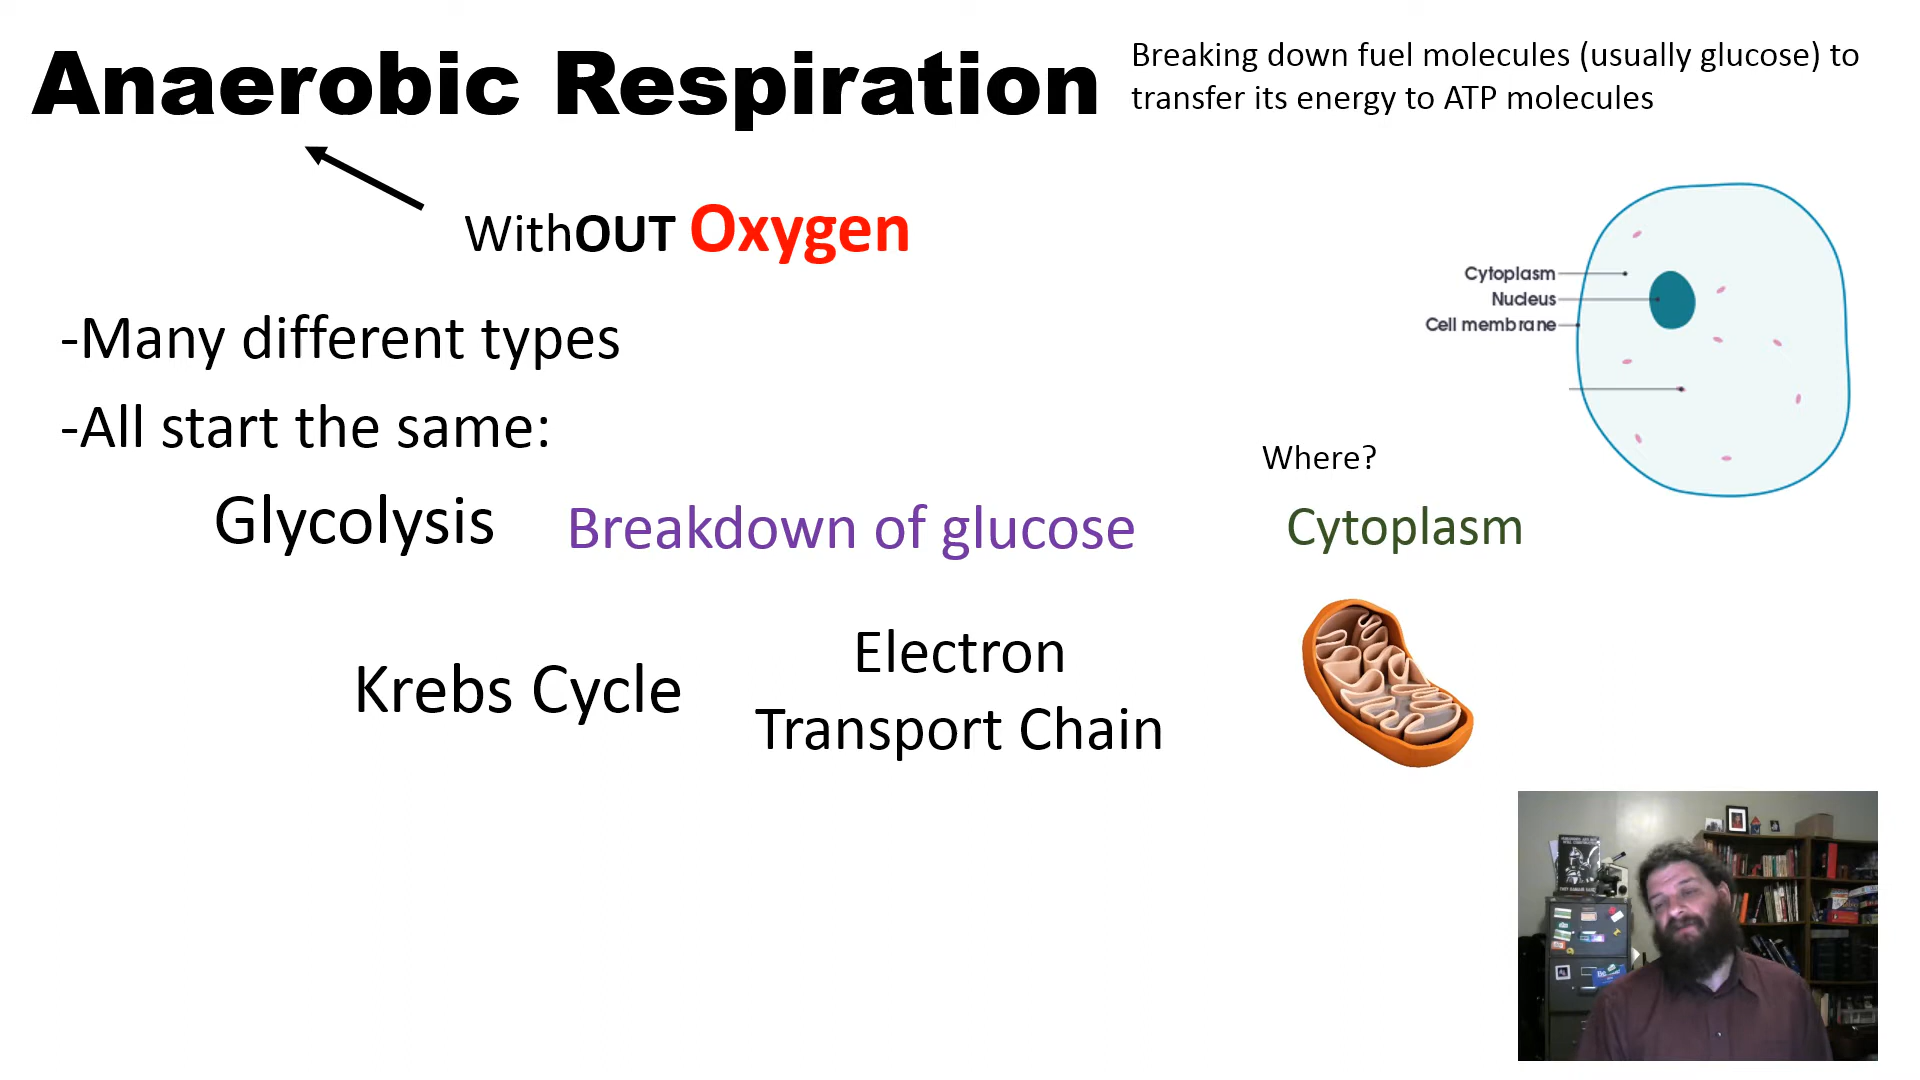 Anaerobic Respiration
Breaking down fuel molecules (usually glucose) to
transfer its energy to ATP molecules
WithOUT Oxygen
-Many different types
-All start the same:
Cytoplasm
Nucleus
Cell membrane
Where?
Glycolysis
Breakdown of glucose
Cytoplasm
Krebs Cycle
Electron
Transport Chain